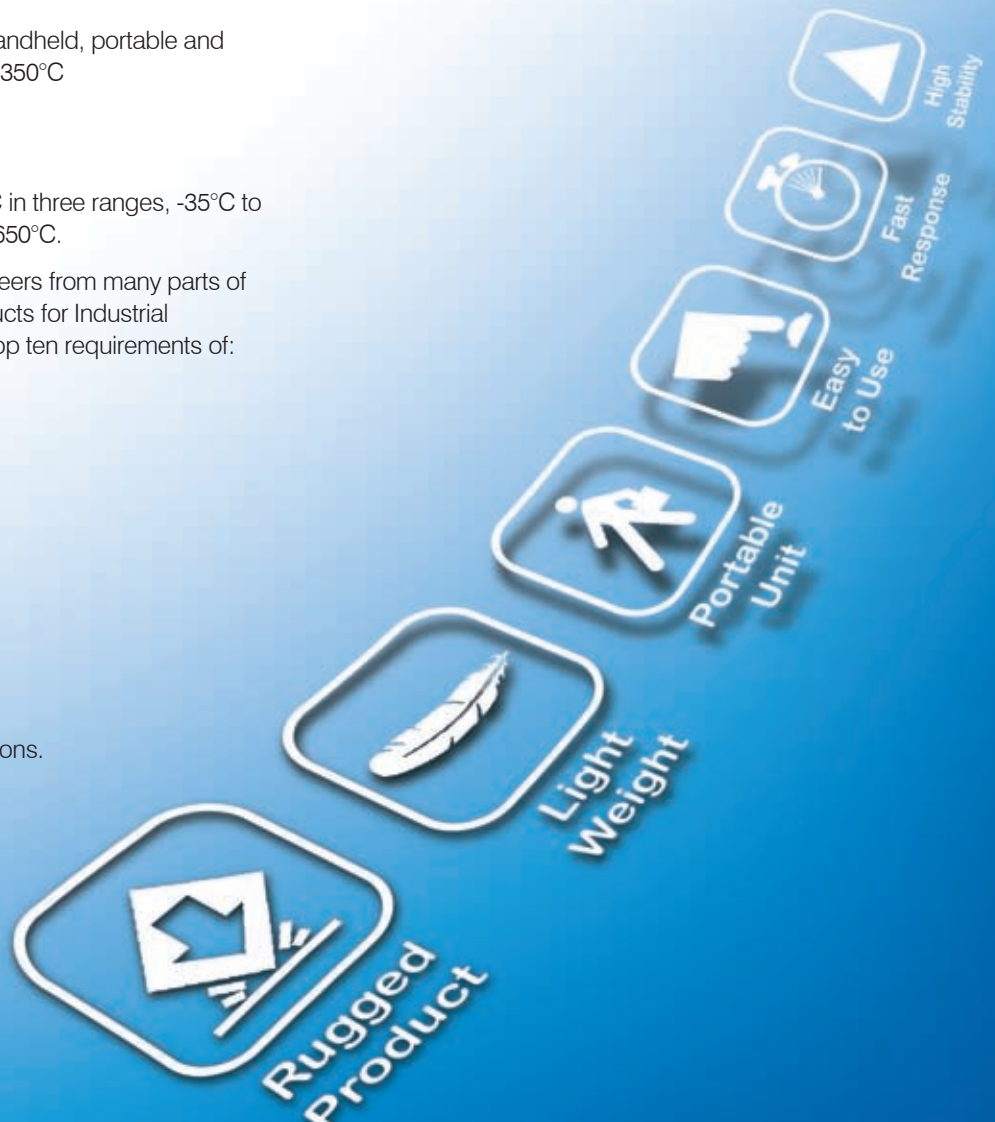 andheld, portable and
350°C
C in three ranges, -35°C to
650°C.
eers from many parts of
ucts for Industrial
op ten requirements of:
ons.
High
Stability
Fast
Response
Easy
to Use
Portable
Unit
Light
Weight
Rugged
Product